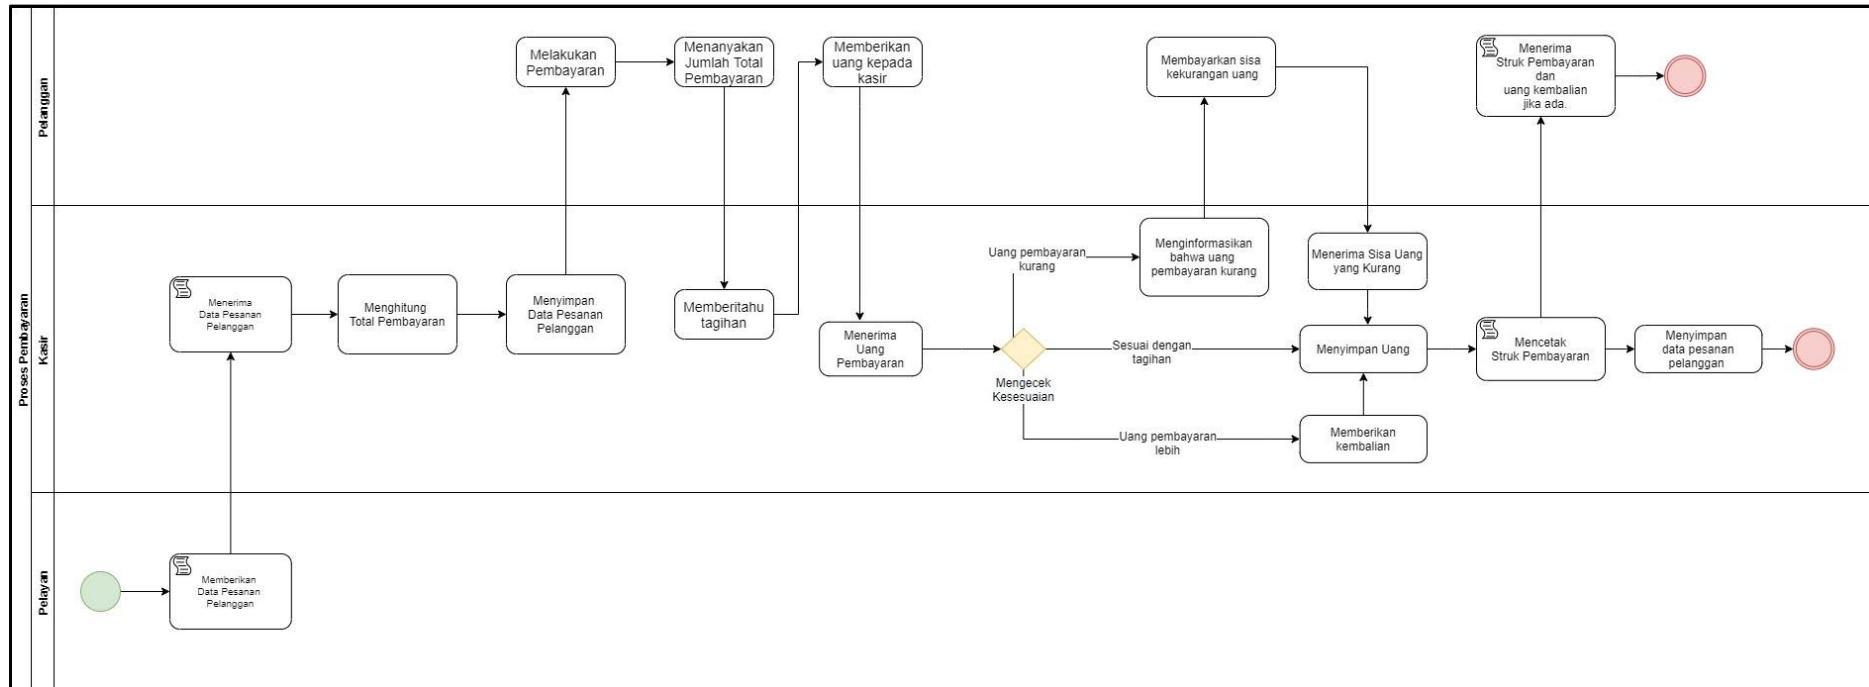 Proses Pembayaran
Pelanggan
Melakukan
Pembayaran
Menanyakan
Jumlah Total
Pembayaran
Memberikan
uang kepada
kasir
Membayarkan sisa
kekurangan uang
Menerima
Struk Pembayaran
dan
uang kembalian
jika ada.
Kasir
Menerima
Data Pesanan
Pelanggan
Menghitung
Total Pembayaran
Menyimpan
Data Pesanan
Pelanggan
Memberitahu
tagihan
Menerima
Uang
Pembayaran
Mengecek
Kesesuaian
Uang pembayaran
kurang
Menginformasikan
bahwa uang
pembayaran kurang
Menerima Sisa Uang
yang Kurang
Sesuai dengan
tagihan
Menyimpan Uang
Uang pembayaran
lebih
Memberikan
kembalian
Mencetak
Struk Pembayaran
Menyimpan
data pesanan
pelanggan
Pelayan
Memberikan
Data Pesanan
Pelanggan